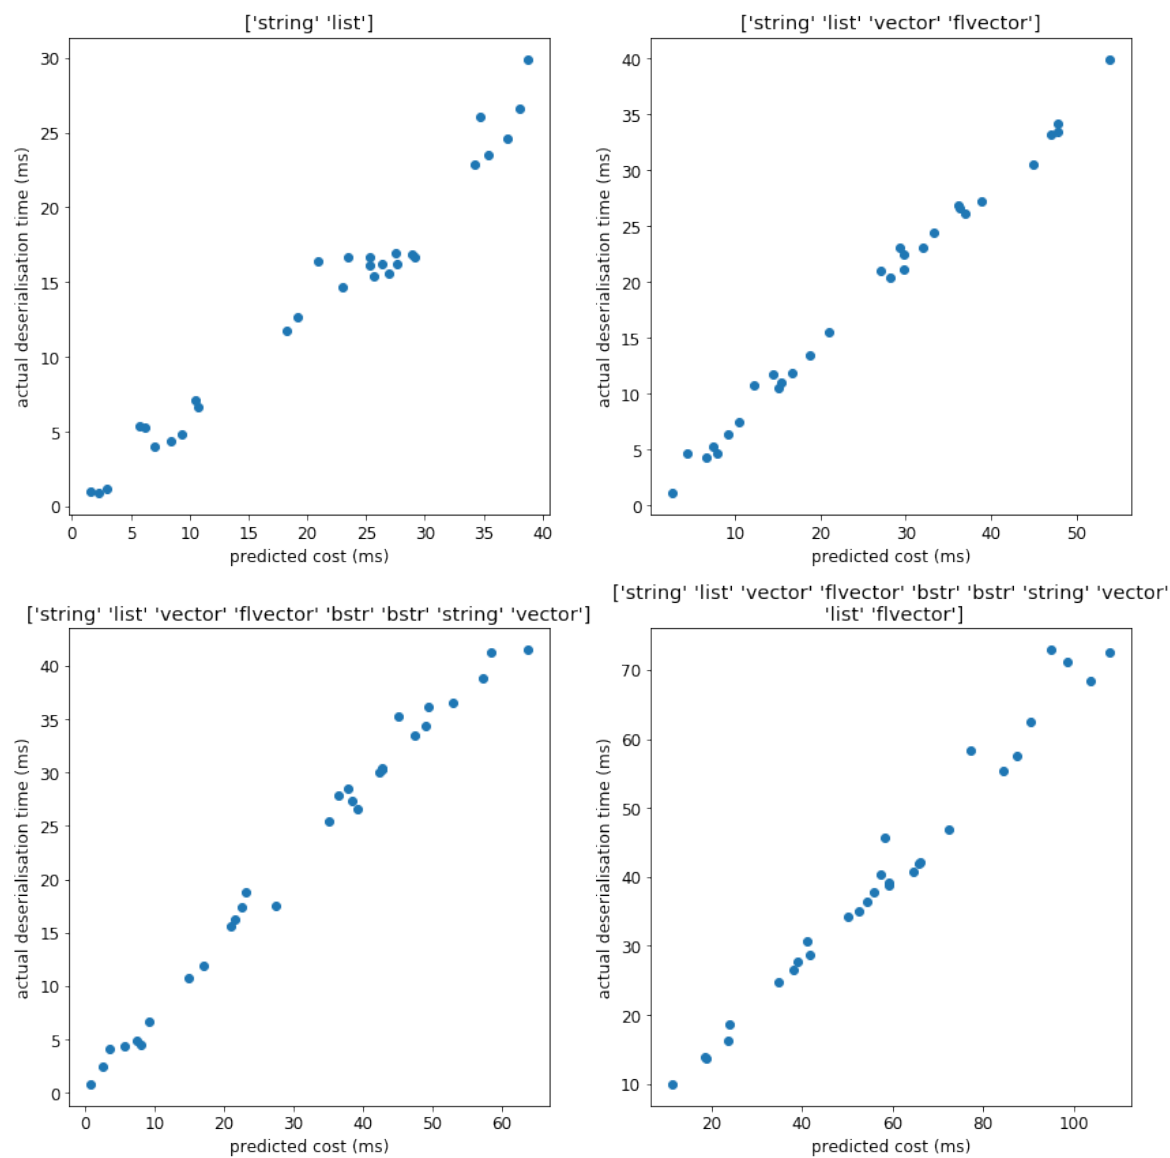 ['string' 'list']
30
25
20
15
10
5
0
actual deserialisation time (ms)
0 5 10 15 20 25 30 35 40
predicted cost (ms)
['string' 'list' 'vector' 'flvector']
40
35
30
25
20
15
10
5
0
actual deserialisation time (ms)
10 20 30 40 50
predicted cost (ms)
['string' 'list' 'vector' 'flvector' 'bstr' 'bstr' 'string' 'vector']
40
35
30
25
20
15
10
5
0
actual deserialisation time (ms)
0 10 20 30 40 50 60
predicted cost (ms)
['string' 'list' 'vector' 'flvector' 'bstr' 'bstr' 'string' 'vector'
'list' 'flvector']
70
60
50
40
30
20
10
actual deserialisation time (ms)
20 40 60 80 100
predicted cost (ms)